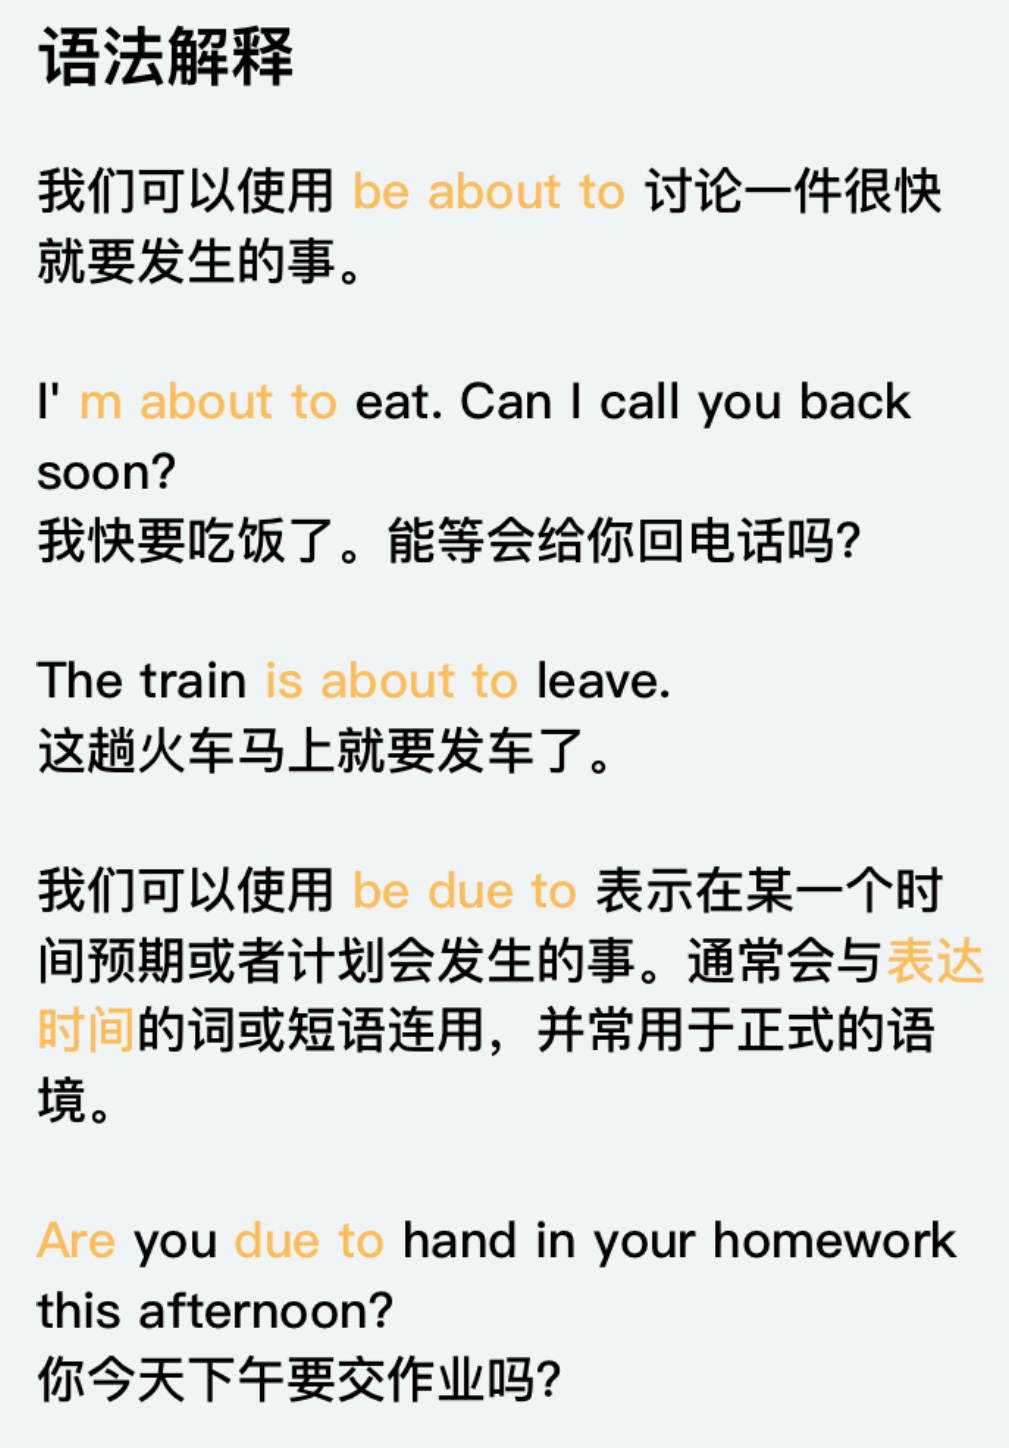 语法解释
我们可以使用 be about to 讨论一件很快
就要发生的事。
I' m about to eat. Can I call you back
soon?
我快要吃饭了。能等会给你回电话吗?
The train is about to leave.
这趟火车马上就要发车了。
我们可以使用 be due to 表示在某一个时
间预期或者计划会发生的事。通常会与表达
时间的词或短语连用，并常用于正式的语
境。
Are you due to hand in your homework
this afternoon?
你今天下午要交作业吗?